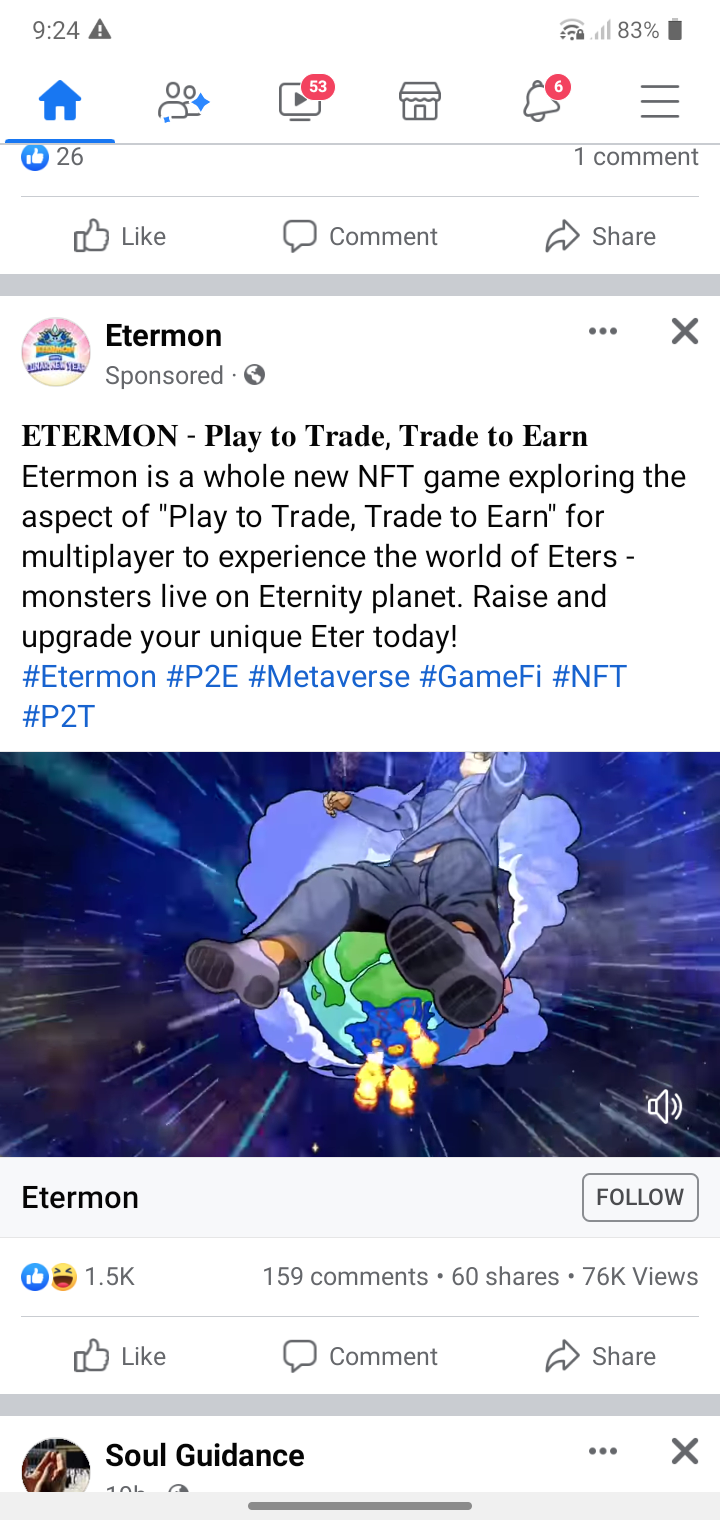 9:24
83%
53
6
26
1 comment
Like
Comment
Share
Etermon
Sponsored ·
𝐄𝐓𝐄𝐑𝐌𝐎𝐍 - 𝐏𝐥𝐚𝐲 𝐭𝐨 𝐓𝐫𝐚𝐝𝐞, 𝐓𝐫𝐚𝐝𝐞 𝐭𝐨 𝐄𝐚𝐫𝐧
Etermon is a whole new NFT game exploring the
aspect of "Play to Trade, Trade to Earn" for
multiplayer to experience the world of Eters -
monsters live on Eternity planet. Raise and
upgrade your unique Eter today!
#Etermon #P2E #Metaverse #GameFi #NFT
#P2T
Etermon
FOLLOW
1.5K
159 comments • 60 shares • 76K Views
Like
Comment
Share
Soul Guidance